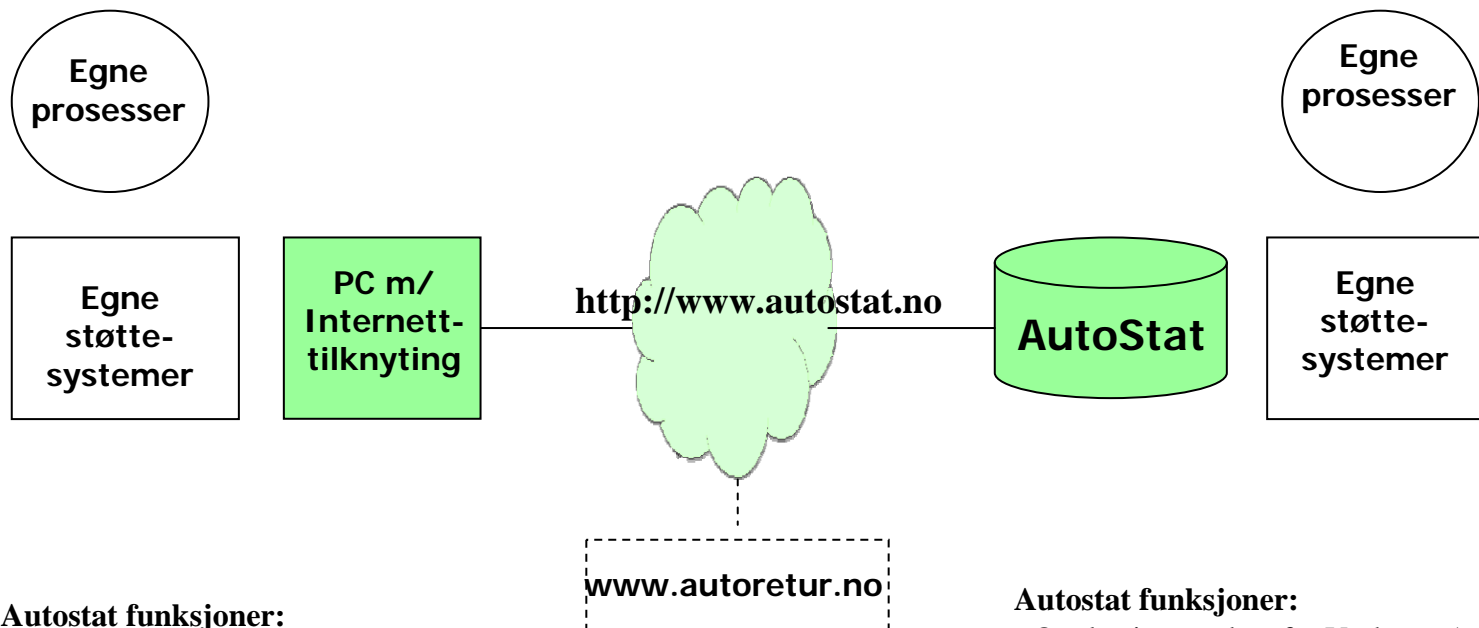 Egne
prosesser
Egne
prosesser
Egne
støtte-
systemer
PC m/
Internett-
tilknyting
http://www.autostat.no
AutoStat
Egne
støtte-
systemer
www.autoretur.no
Autostat funksjoner:
Autostat funksjoner: